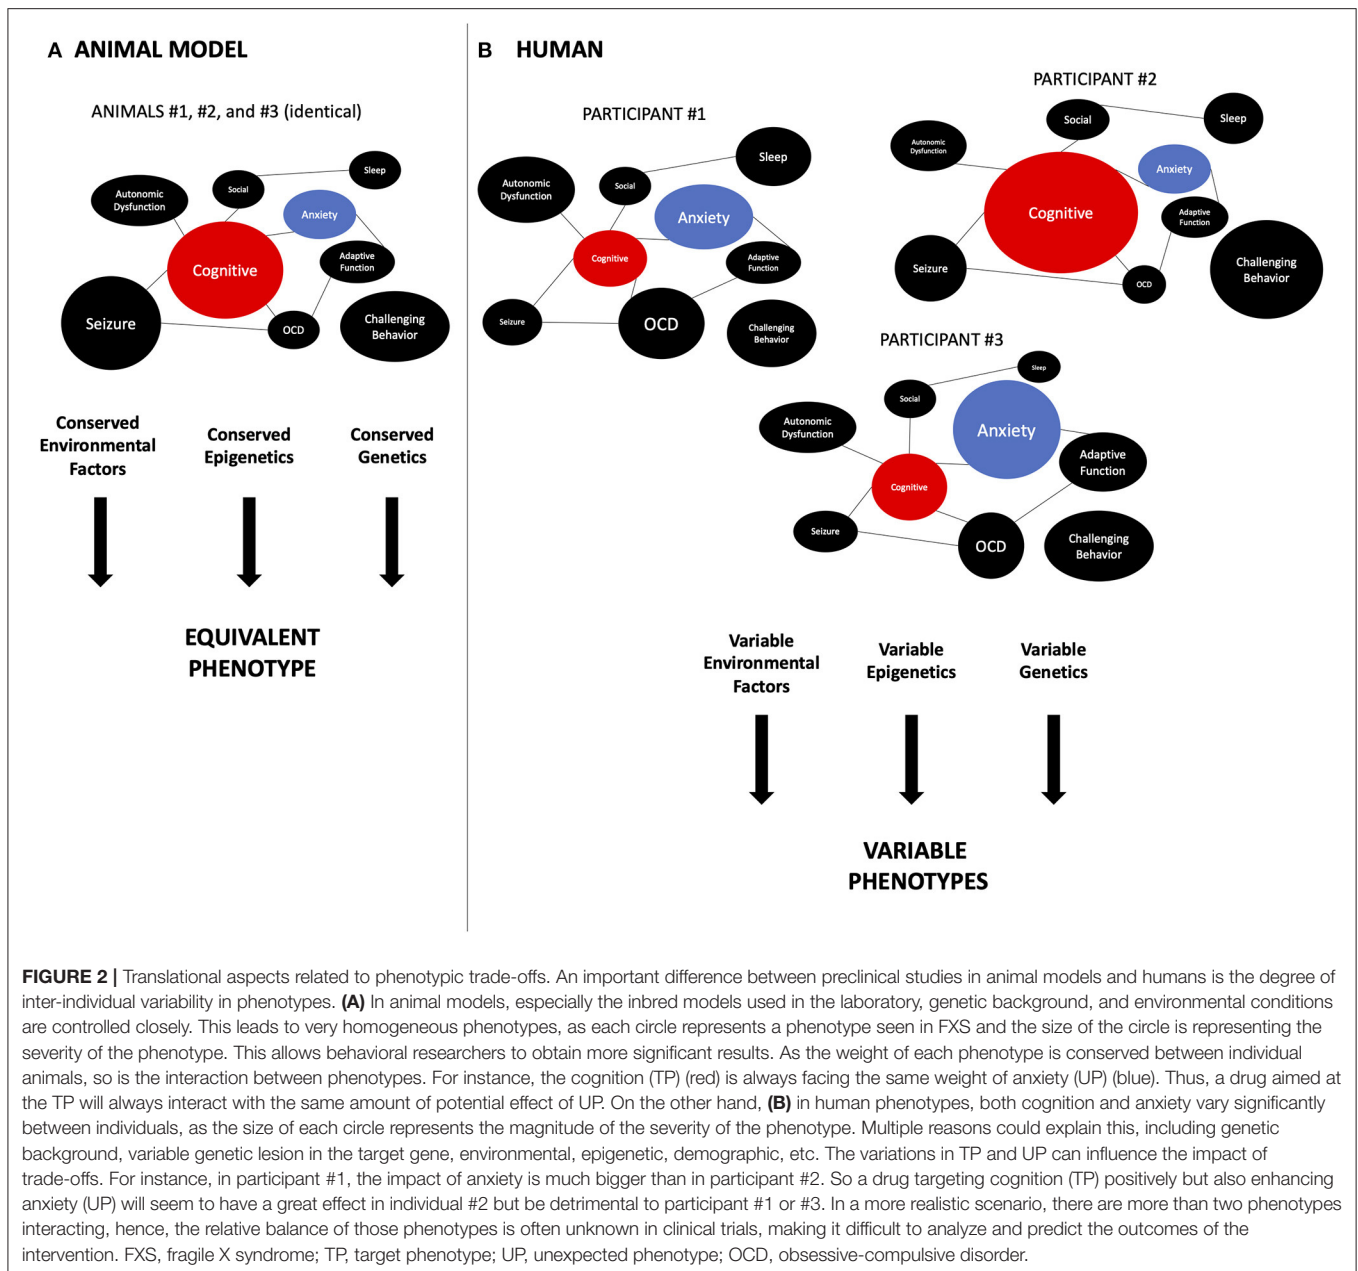 A ANIMAL MODEL
ANIMALS #1, #2, and #3 (identical)
Sleep
Social
Autonomic
Dysfunction
Anxiety
Cognitive
Adaptive
Function
Seizure
OCD
Challenging
Behavior
Conserved
Environmental
Factors
Conserved
Epigenetics
Conserved
Genetics
EQUIVALENT
PHENOTYPE
B HUMAN
PARTICIPANT #1
Sleep
Autonomic
Dysfunction
Social
Anxiety
Cognitive
Adaptive
Function
Seizure
OCD
Challenging
Behavior
PARTICIPANT #2
Social
Sleep
Autonomic
Dysfunction
Anxiety
Cognitive
Adaptive
Function
Seizure
OCD
Challenging
Behavior
PARTICIPANT #3
Sleep
Social
Autonomic
Dysfunction
Anxiety
Adaptive
Function
Cognitive
Seizure
OCD
Challenging
Behavior
Variable
Environmental
Factors
Variable
Epigenetics
Variable
Genetics
VARIABLE
PHENOTYPES
FIGURE 2 | Translational aspects related to phenotypic trade-offs. An important difference between preclinical studies in animal models and humans is the degree of
inter-individual variability in phenotypes. (A) In animal models, especially the inbred models used in the laboratory, genetic background, and environmental conditions
are controlled closely. This leads to very homogeneous phenotypes, as each circle represents a phenotype seen in FXS and the size of the circle is representing the
severity of the phenotype. This allows behavioral researchers to obtain more significant results. As the weight of each phenotype is conserved between individual
animals, so is the interaction between phenotypes. For instance, the cognition (TP) (red) is always facing the same weight of anxiety (UP) (blue). Thus, a drug aimed at
the TP will always interact with the same amount of potential effect of UP. On the other hand, (B) in human phenotypes, both cognition and anxiety vary significantly
between individuals, as the size of each circle represents the magnitude of the severity of the phenotype. Multiple reasons could explain this, including genetic
background, variable genetic lesion in the target gene, environmental, epigenetic, demographic, etc. The variations in TP and UP can influence the impact of
trade-offs. For instance, in participant #1, the impact of anxiety is much bigger than in participant #2. So a drug targeting cognition (TP) positively but also enhancing
anxiety (UP) will seem to have a great effect in individual #2 but be detrimental to participant #1 or #3. In a more realistic scenario, there are more than two phenotypes
interacting, hence, the relative balance of those phenotypes is often unknown in clinical trials, making it difficult to analyze and predict the outcomes of the
intervention. FXS, fragile X syndrome; TP, target phenotype; UP, unexpected phenotype; OCD, obsessive-compulsive disorder.